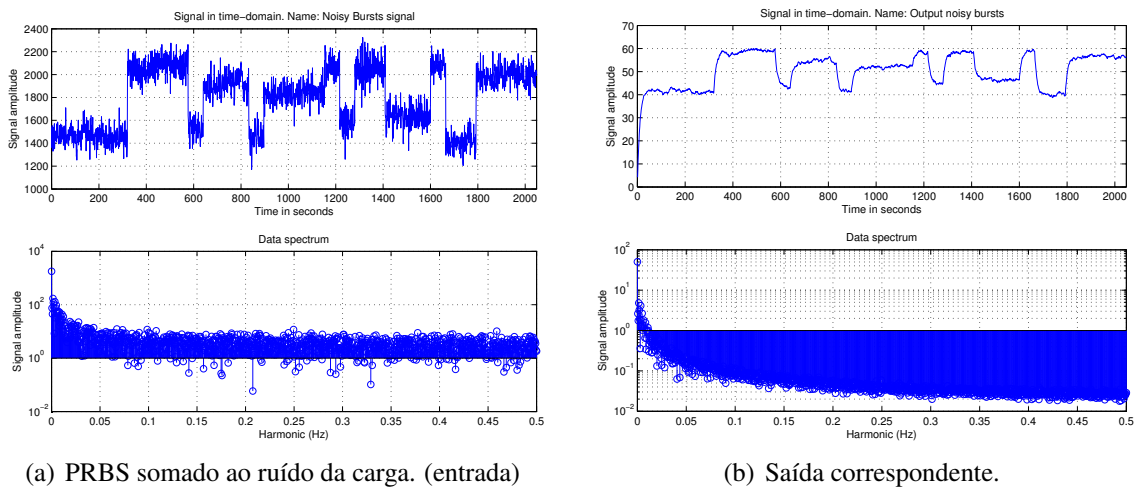 Signal in time-domain. Name: Noisy Bursts signal
Signal amplitude
2400
2200
2000
1800
1600
1400
1200
1000
0 200 400 600 800 1000 1200 1400 1600 1800 2000
Time in seconds
Data spectrum
Signal amplitude
10^4
10^2
10^0
10^-2
0 0.05 0.1 0.15 0.2 0.25 0.3 0.35 0.4 0.45 0.5
Harmonic (Hz)
(a) PRBS somado ao ruído da carga. (entrada)
Signal in time-domain. Name: Output noisy bursts
Signal amplitude
70
60
50
40
30
20
10
0
0 200 400 600 800 1000 1200 1400 1600 1800 2000
Time in seconds
Data spectrum
Signal amplitude
10^2
10^1
10^0
10^-1
10^-2
0 0.05 0.1 0.15 0.2 0.25 0.3 0.35 0.4 0.45 0.5
Harmonic (Hz)
(b) Saída correspondente.